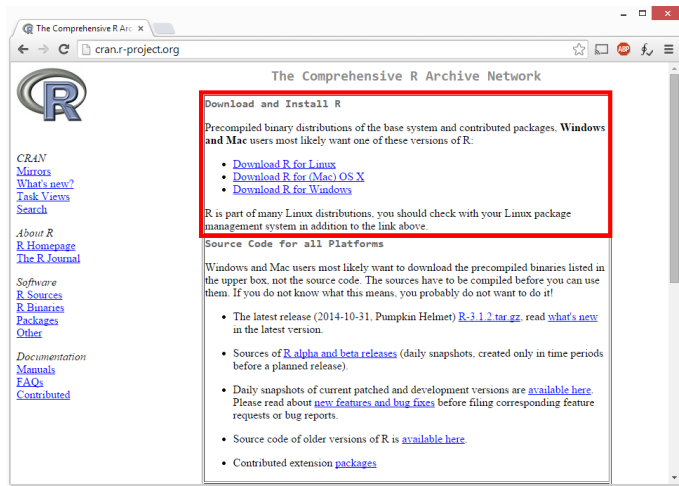 The Comprehensive R Arc
cran.r-project.org
ABP
R
CRAN
Mirrors
What's new?
Task Views
Search
About R
R Homepage
The R Journal
Software
R Sources
R Binaries
Packages
Other
Documentation
Manuals
FAQs
Contributed
The Comprehensive R Archive Network
Download and Install R
Precompiled binary distributions of the base system and contributed packages, Windows
and Mac users most likely want one of these versions of R:
• Download R for Linux
• Download R for (Mac) OS X
• Download R for Windows
R is part of many Linux distributions, you should check with your Linux package
management system in addition to the link above.
Source Code for all Platforms
Windows and Mac users most likely want to download the precompiled binaries listed in
the upper box, not the source code. The sources have to be compiled before you can use
them. If you do not know what this means, you probably do not want to do it!
• The latest release (2014-10-31, Pumpkin Helmet) R-3.1.2.tar.gz, read what's new
in the latest version.
• Sources of R alpha and beta releases (daily snapshots, created only in time periods
before a planned release).
• Daily snapshots of current patched and development versions are available here.
Please read about new features and bug fixes before filing corresponding feature
requests or bug reports.
• Source code of older versions of R is available here.
• Contributed extension packages